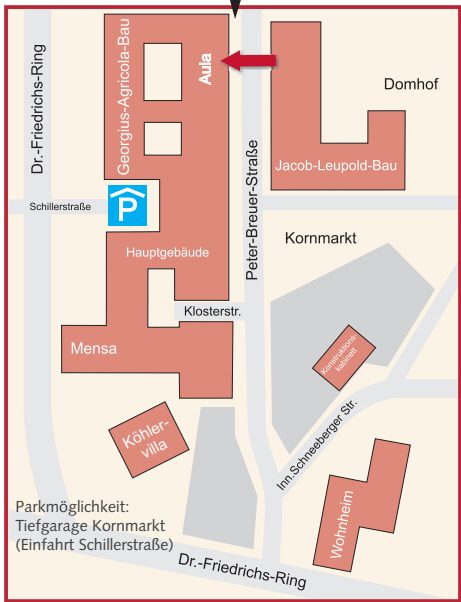 Georgius-Agricola-Bau
Aula
Dr.-Friedrichs-Ring
Domhof
Jacob-Leupold-Bau
Peter-Breuer-Straße
Schillerstraße
P
Kornmarkt
Hauptgebäude
Klosterstr.
Mensa
Konstruktions-
kabinett
Köhler-
villa
Inn.Schneeberger Str.
Parkmöglichkeit:
Tiefgarage Kornmarkt
(Einfahrt Schillerstraße)
Wohnheim
Dr.-Friedrichs-Ring